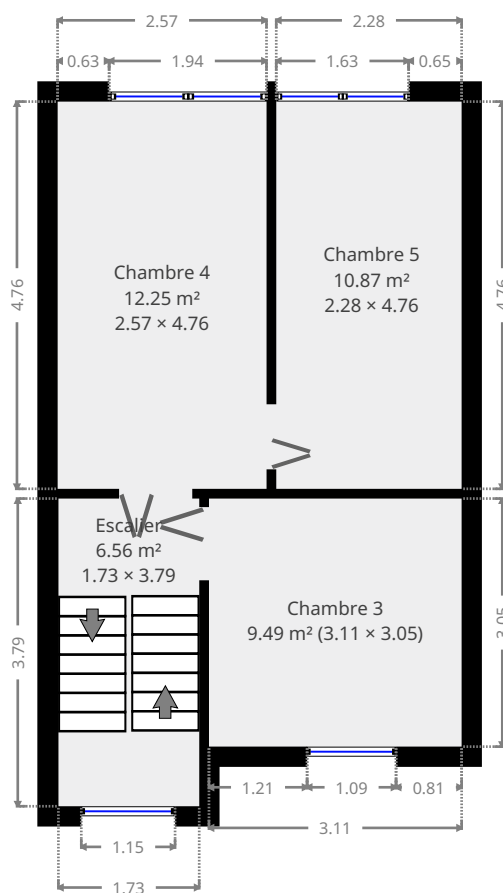 2.57
2.28
0.63
1.94
1.63
0.65
4.76
4.76
Chambre 4
12.25 m²
2.57 × 4.76
Chambre 5
10.87 m²
2.28 × 4.76
Escalier
6.56 m²
1.73 × 3.79
Chambre 3
9.49 m² (3.11 × 3.05)
3.79
3.05
1.21
1.09
0.81
3.11
1.15
1.73